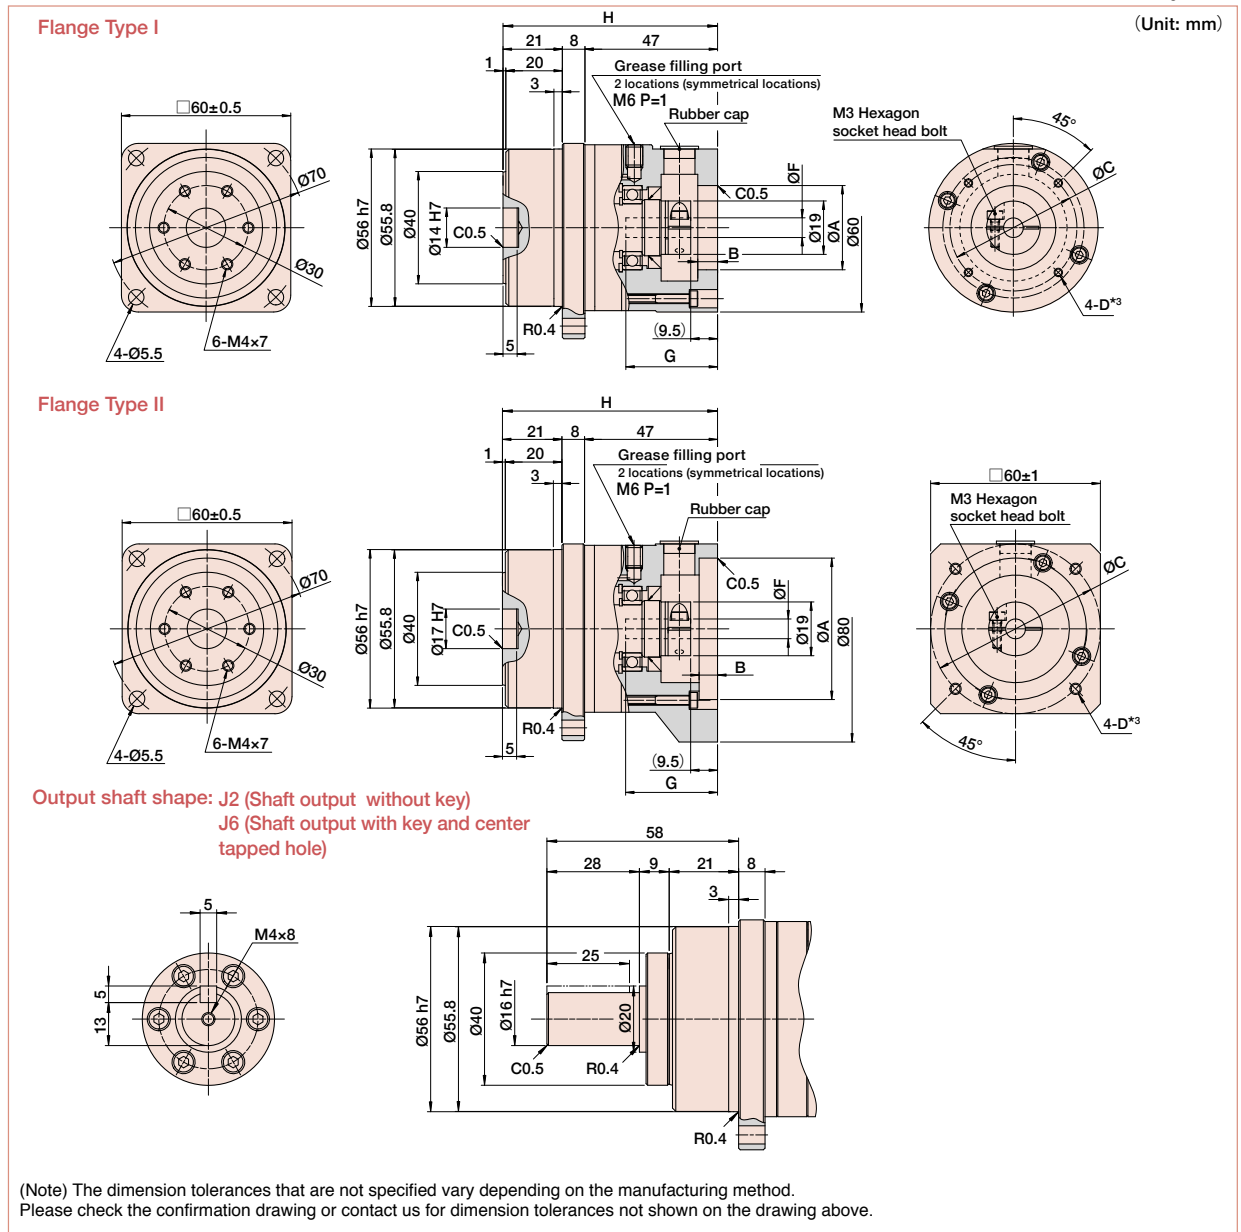 Flange Type I
(Unit: mm)
H
21
8
47
1
20
3
Grease filling port
2 locations (symmetrical locations)
M6 P=1
Rubber cap
M3 Hexagon
socket head bolt
45°
□60±0.5
Ø70
Ø30
4-Ø5.5
6-M4×7
Ø56 h7
Ø55.8
Ø40
Ø14 H7
C0.5
R0.4
5
C0.5
ØF
Ø19
ØA
Ø60
B
(9.5)
G
ØC
4-D*3
Flange Type II
H
21
8
47
1
20
3
Grease filling port
2 locations (symmetrical locations)
M6 P=1
Rubber cap
□60±1
M3 Hexagon
socket head bolt
□60±0.5
Ø70
Ø30
4-Ø5.5
6-M4×7
Ø56 h7
Ø55.8
Ø40
Ø17 H7
C0.5
R0.4
5
C0.5
ØF
Ø19
ØA
Ø80
B
(9.5)
G
ØC
4-D*3
45°
Output shaft shape: J2 (Shaft output without key)
J6 (Shaft output with key and center
tapped hole)
58
28
9
21
8
3
25
5
M4×8
5
13
Ø56 h7
Ø55.8
Ø40
Ø16 h7
Ø20
C0.5
R0.4
R0.4
(Note) The dimension tolerances that are not specified vary depending on the manufacturing method.
Please check the confirmation drawing or contact us for dimension tolerances not shown on the drawing above.